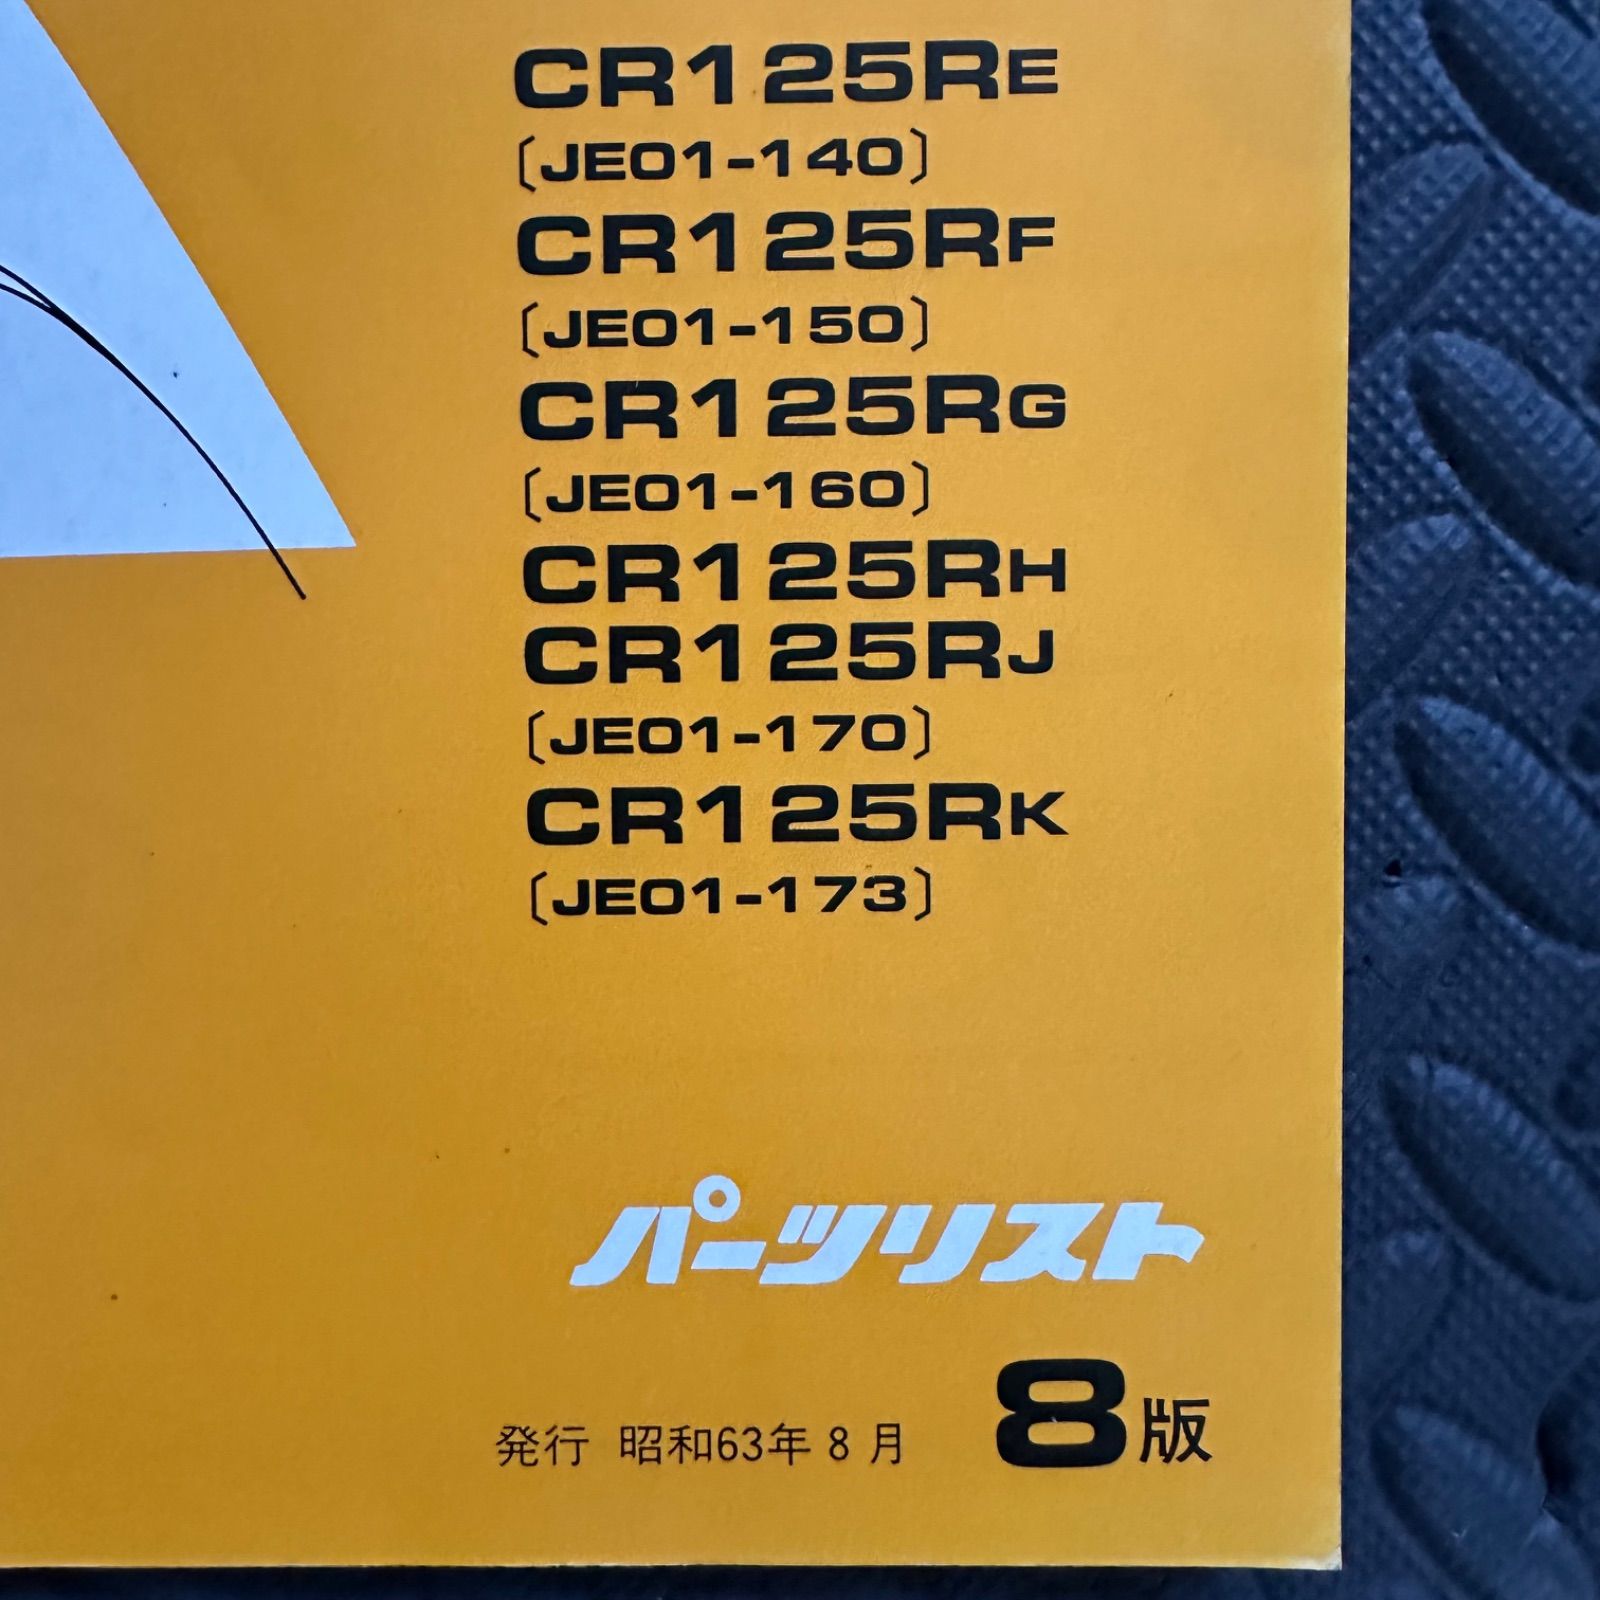 CR125RE
〔JE01-140〕
CR125RF
〔JE01-150〕
CR125RG
〔JE01-160〕
CR125RH
CR125RJ
〔JE01-170〕
CR125RK
〔JE01-173〕
パーツリスト
発行 昭和63年8月 8版